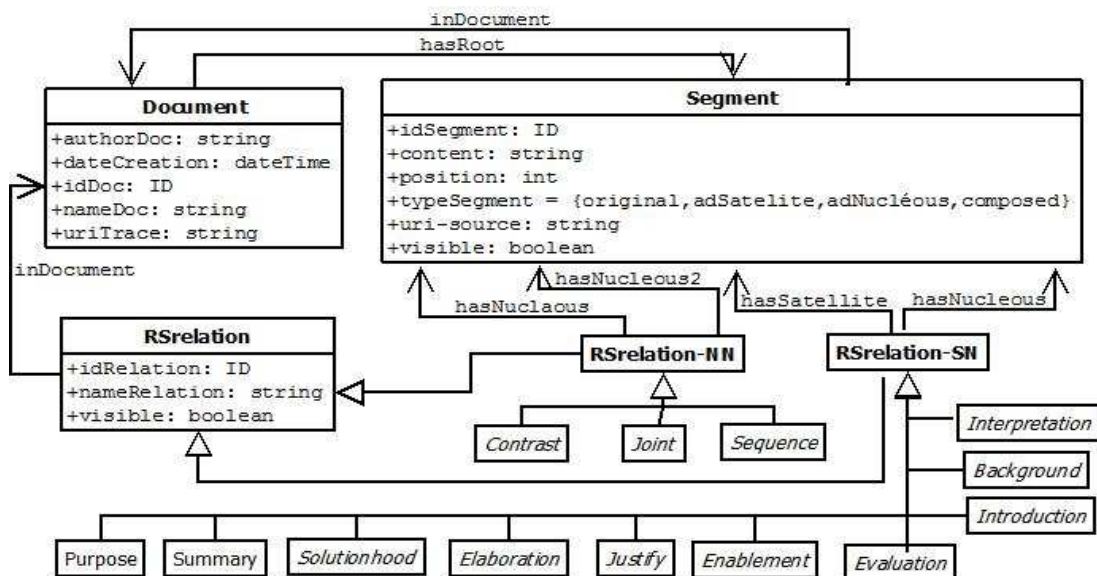 inDocument
hasRoot
Document
+authorDoc: string
+dateCreation: dateTime
+idDoc: ID
+nameDoc: string
+uriTrace: string
Segment
+idSegment: ID
+content: string
+position: int
+typeSegment = {original,adSatelite,adNucléous,composed}
+uri-source: string
+visible: boolean
inDocument
hasNuclaous
hasNucleous2
hasSatellite
hasNucleous
RSrelation
+idRelation: ID
+nameRelation: string
+visible: boolean
RSrelation-NN
RSrelation-SN
Contrast
Joint
Sequence
Interpretation
Background
Introduction
Purpose
Summary
Solutionhood
Elaboration
Justify
Enablement
Evaluation